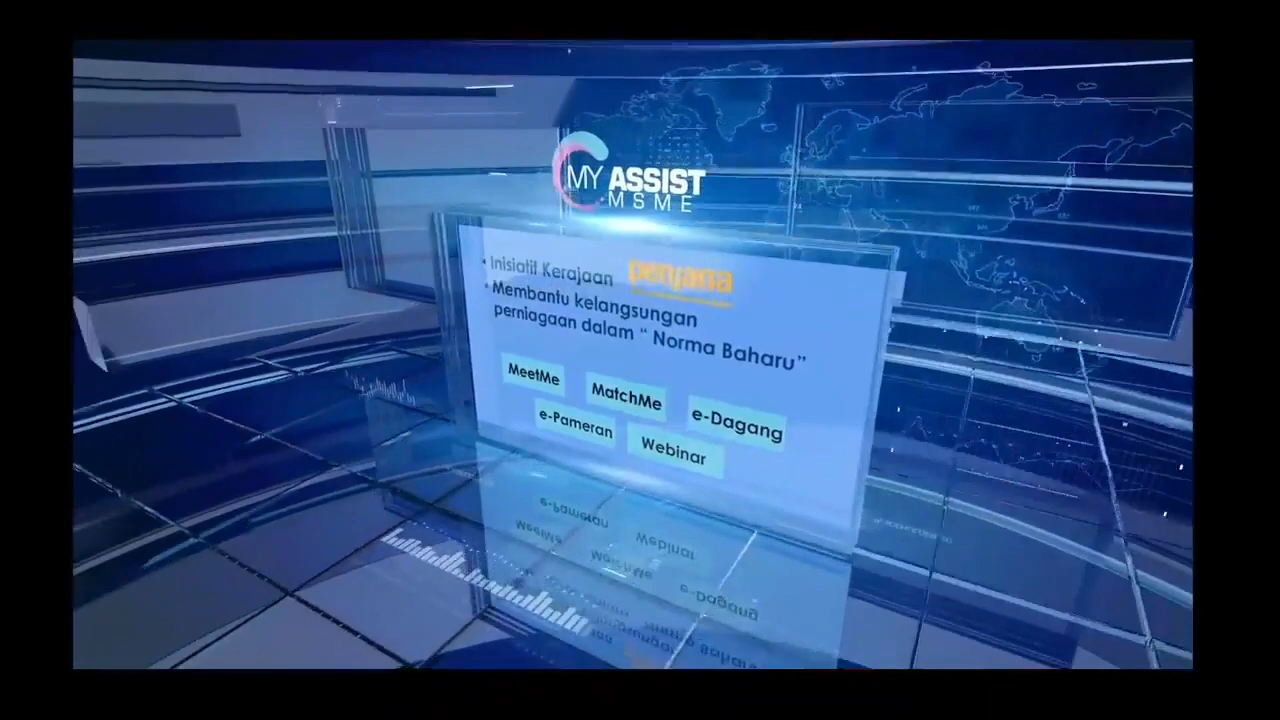 MY ASSIST
MSME
• Inisiatif Kerajaan penjana
• Membantu kelangsungan
perniagaan dalam “ Norma Baharu”
MeetMe
MatchMe
e-Dagang
e-Pameran
Webinar